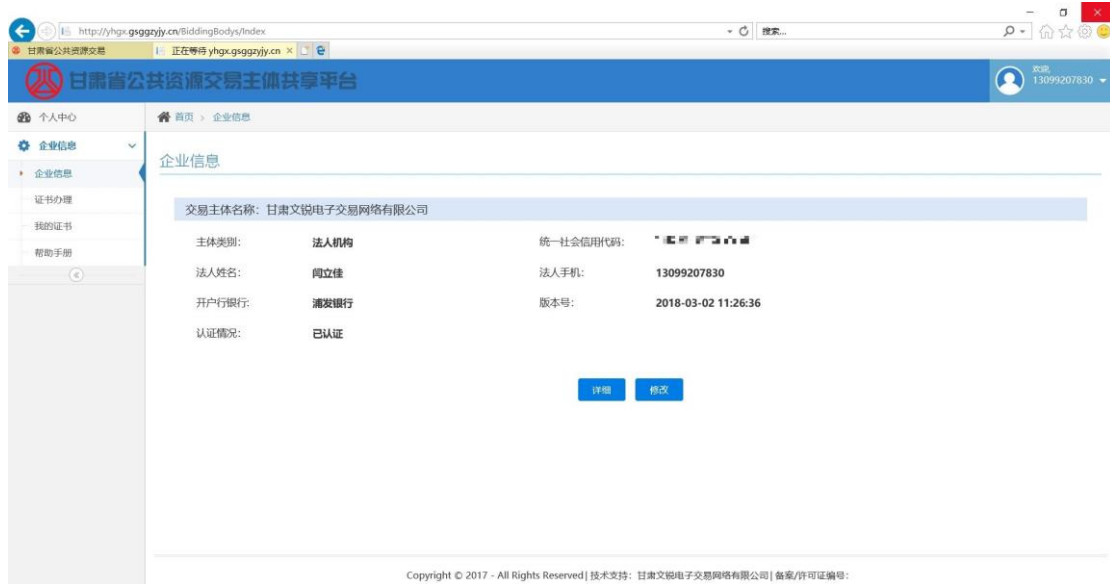 http://yhgx.gsggzyjy.cn/BiddingBodys/Index
搜索...
甘肃省公共资源交易
正在等待 yhgx.gsggzyjy.cn
甘肃省公共资源交易主体共享平台
欢迎,
13099207830
个人中心
首页 > 企业信息
企业信息
企业信息
证书办理
我的证书
帮助手册
企业信息
交易主体名称：甘肃文锐电子交易网络有限公司
主体类别： 法人机构 统一社会信用代码：
法人姓名： 闫立佳 法人手机： 13099207830
开户行银行： 浦发银行 版本号： 2018-03-02 11:26:36
认证情况： 已认证
详细 修改
Copyright © 2017 - All Rights Reserved| 技术支持：甘肃文锐电子交易网络有限公司| 备案/许可证编号：